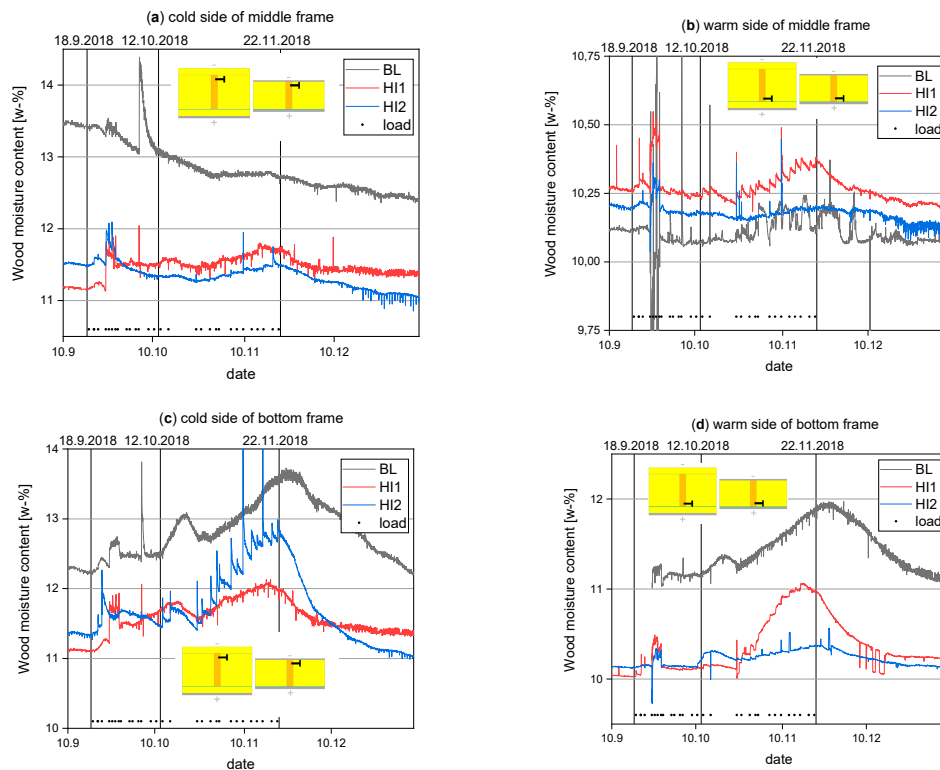 (a) cold side of middle frame
18.9.2018 12.10.2018 22.11.2018
14
13
12
11
Wood moisture content [w-%]
BL
HI1
HI2
load
10.9 10.10 10.11 10.12
date
(b) warm side of middle frame
18.9.2018 12.10.2018 22.11.2018
10,75
10,50
10,25
10,00
9,75
Wood moisture content [w-%]
BL
HI1
HI2
load
10.9 10.10 10.11 10.12
date
(c) cold side of bottom frame
18.9.2018 12.10.2018 22.11.2018
14
13
12
11
10
Wood moisture content [w-%]
BL
HI1
HI2
load
10.9 10.10 10.11 10.12
date
(d) warm side of bottom frame
18.9.2018 12.10.2018 22.11.2018
12
11
10
Wood moisture content [w-%]
BL
HI1
HI2
load
10.9 10.10 10.11 10.12
date